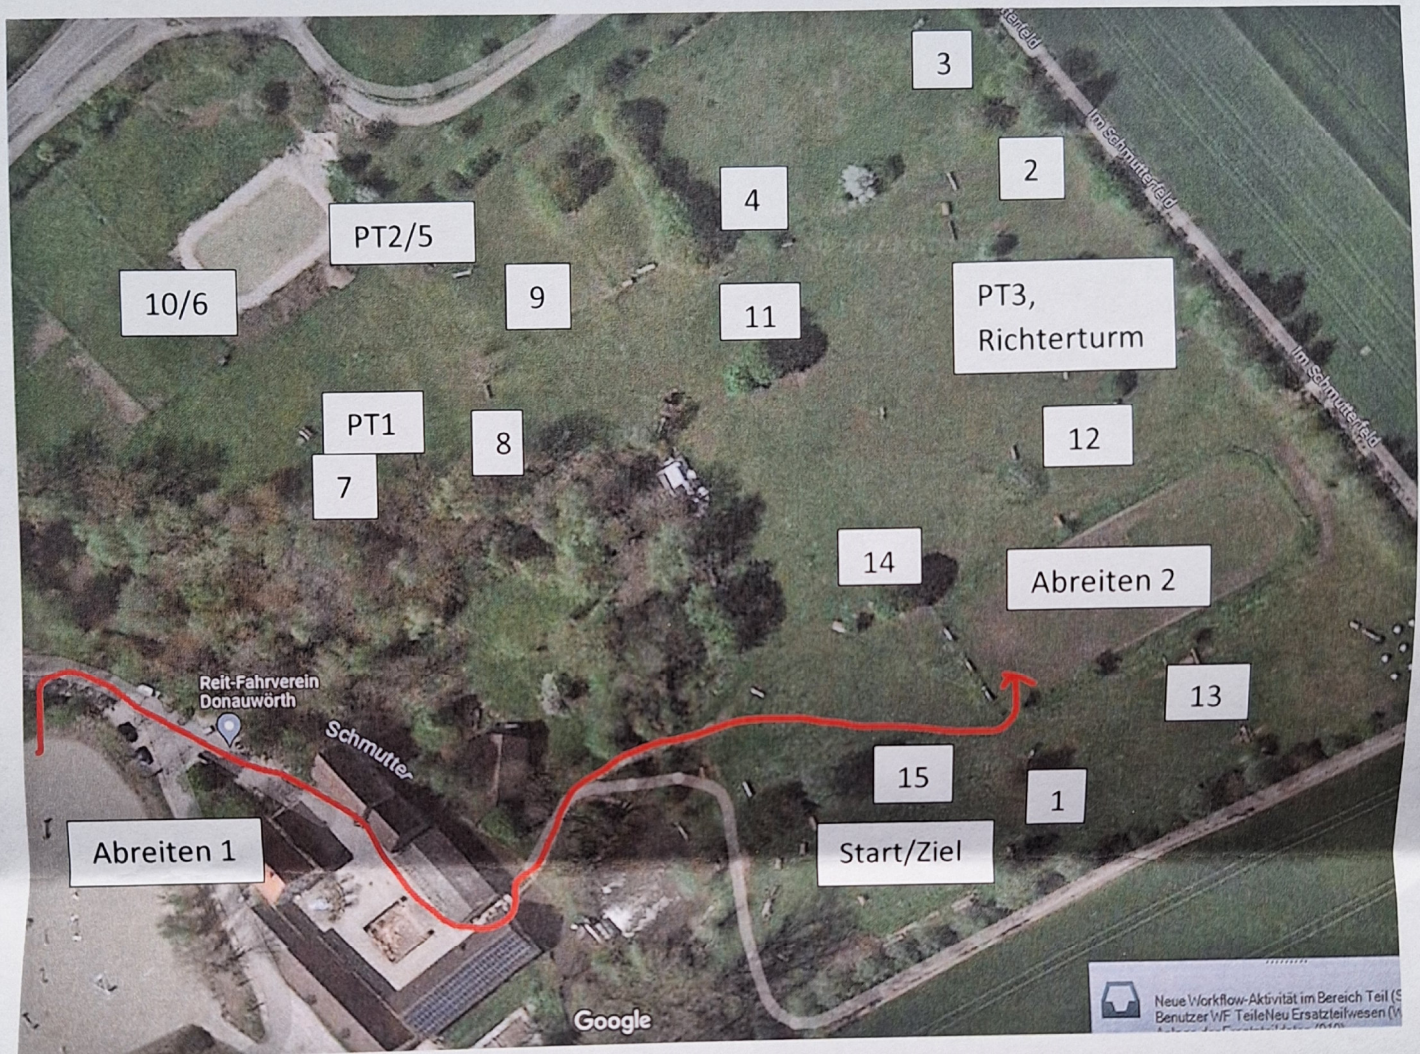 tterfeld
3
Im Schmutterfeld
2
4
PT2/5
9
10/6
11
PT3,
Richterturm
Im Schmutterfeld
PT1
8
12
7
14
Abreiten 2
Reit-Fahrverein
Donauwörth
13
Schmutter
15
1
Abreiten 1
Start/Ziel
Google
Neue Workflow-Aktivität im Bereich Teil (S
Benutzer WF TeileNeu Ersatzteilwesen (W